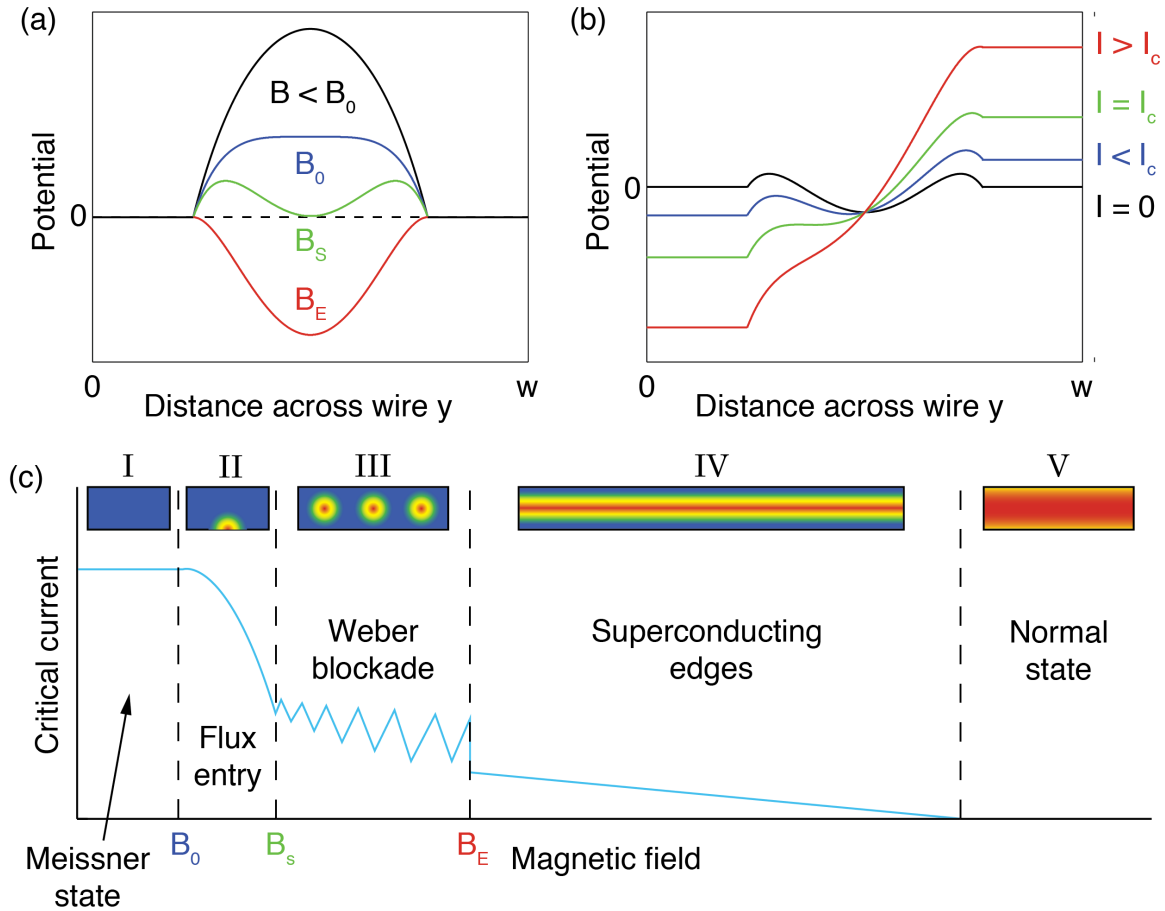 (a)
B < B0
B0
BS
BE
Potential
0
0
w
Distance across wire y
(b)
I > Ic
I = Ic
I < Ic
I = 0
Potential
0
0
w
Distance across wire y
(c)
I
II
III
IV
V
Critical current
Weber
blockade
Superconducting
edges
Normal
state
Flux
entry
Meissner
state
B0
Bs
BE
Magnetic field